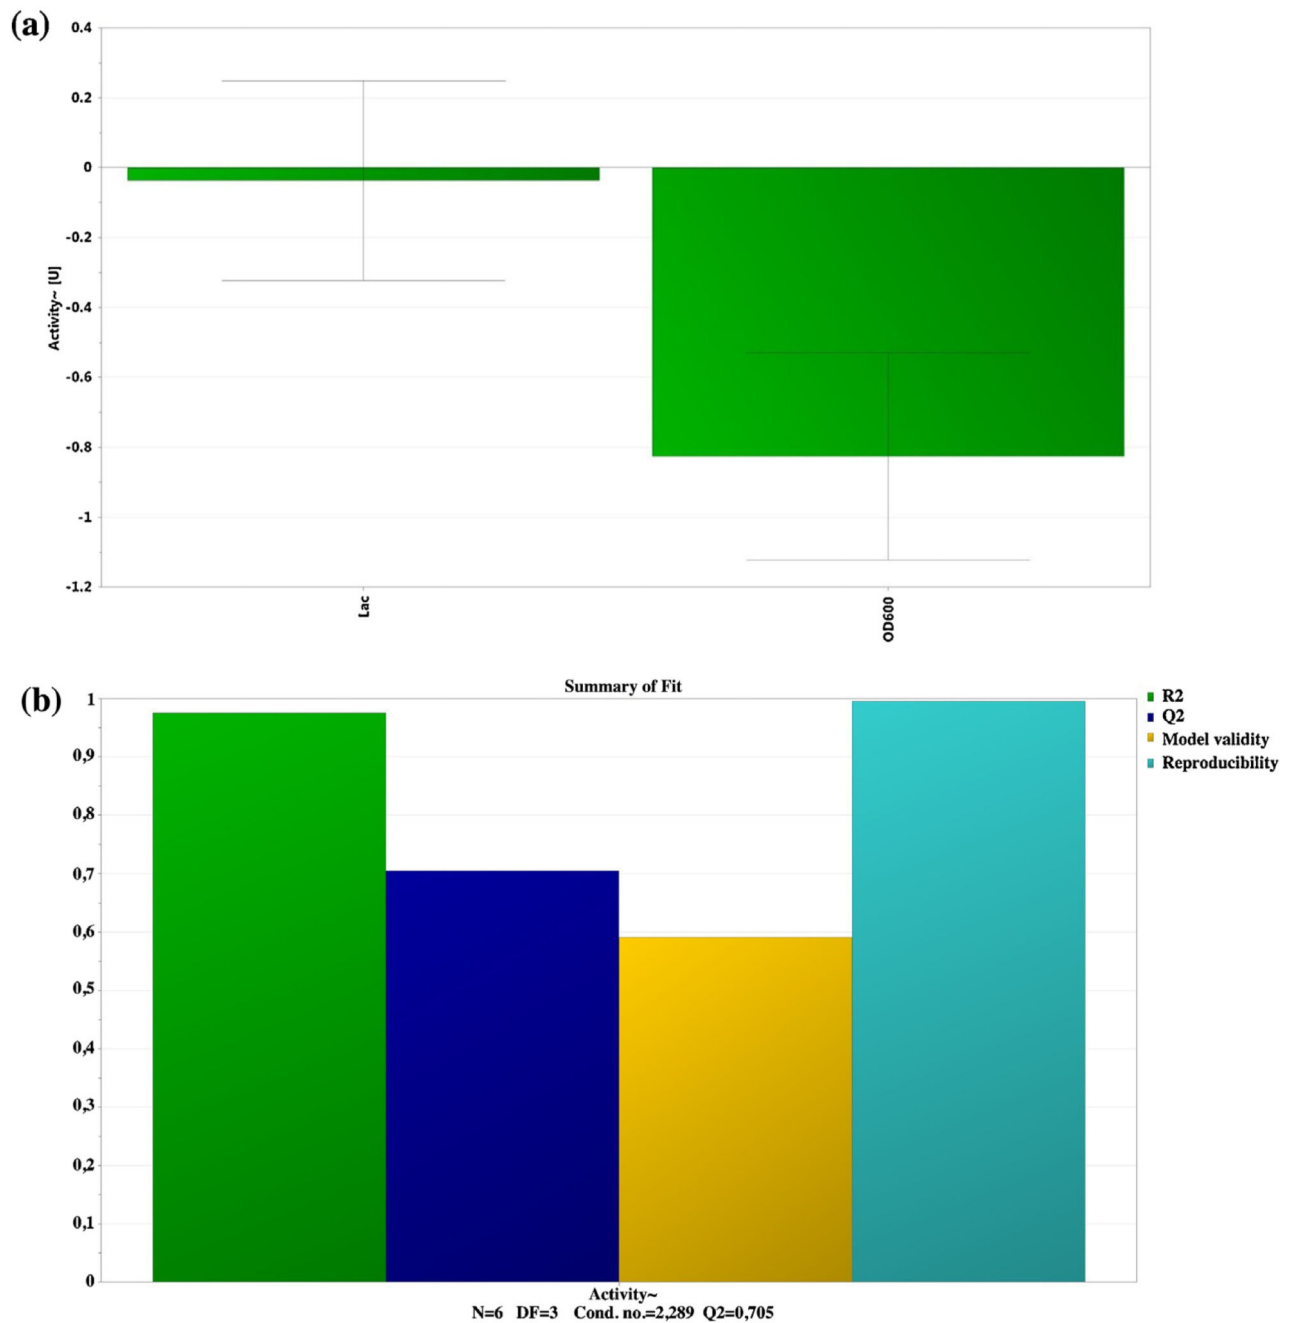 (a)
0.4
0.2
0
-0.2
-0.4
-0.6
-0.8
-1
-1.2
Activity~ [U]
Lac
OD600
(b)
Summary of Fit
1
0,9
0,8
0,7
0,6
0,5
0,4
0,3
0,2
0,1
0
R2
Q2
Model validity
Reproducibility
Activity~
N=6 DF=3 Cond. no.=2,289 Q2=0,705